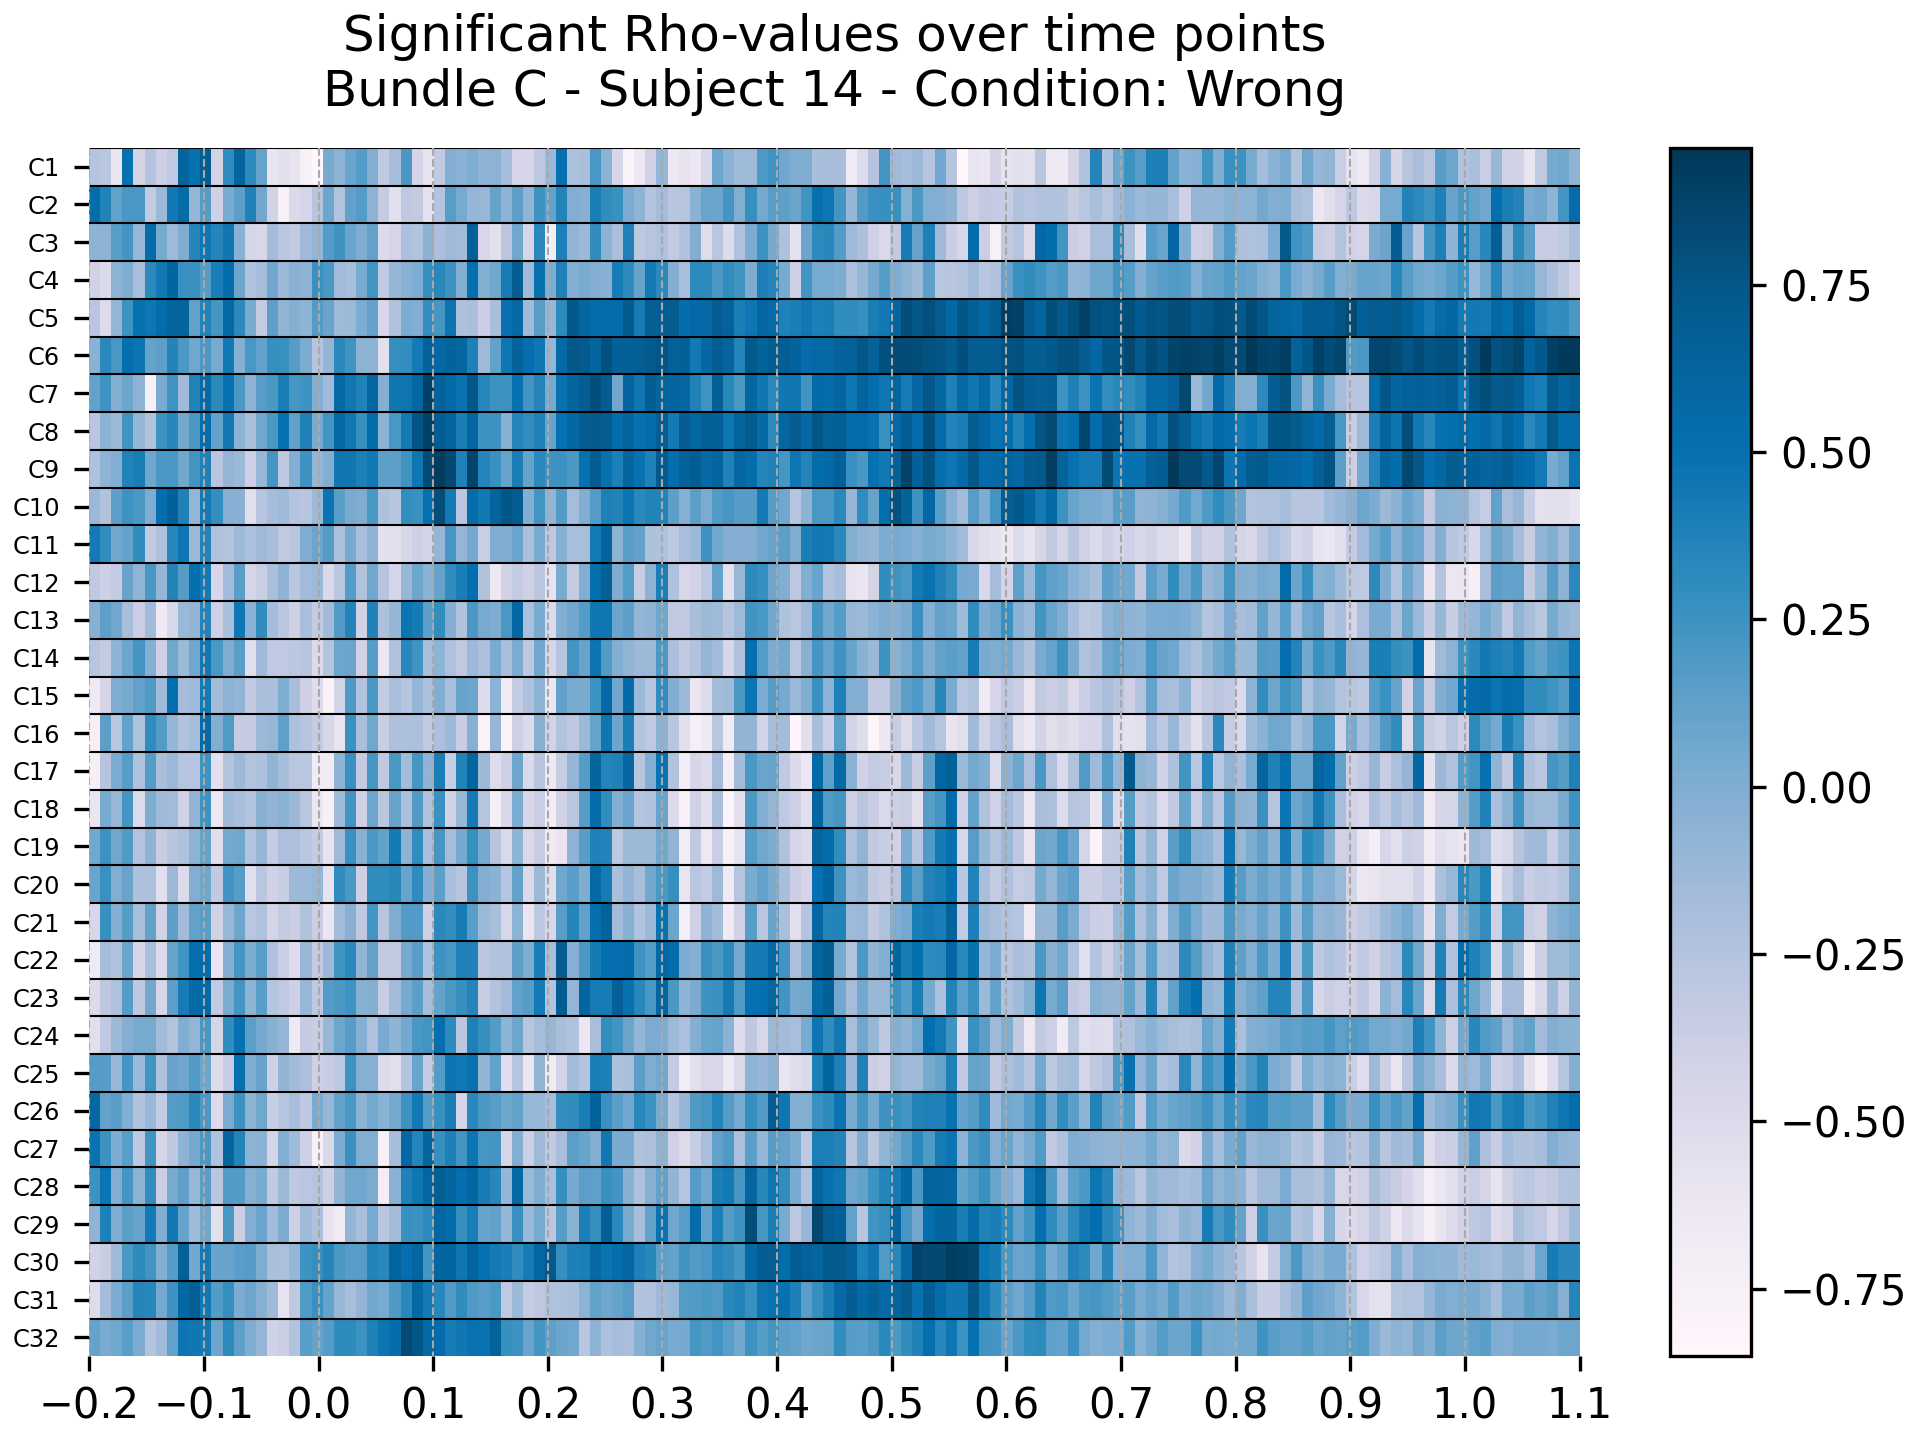 Significant Rho-values over time points
Bundle C - Subject 14 - Condition: Wrong
C1
C2
C3
C4
C5
C6
C7
C8
C9
C10
C11
C12
C13
C14
C15
C16
C17
C18
C19
C20
C21
C22
C23
C24
C25
C26
C27
C28
C29
C30
C31
C32
−0.2 −0.1 0.0 0.1 0.2 0.3 0.4 0.5 0.6 0.7 0.8 0.9 1.0 1.1
0.75
0.50
0.25
0.00
−0.25
−0.50
−0.75